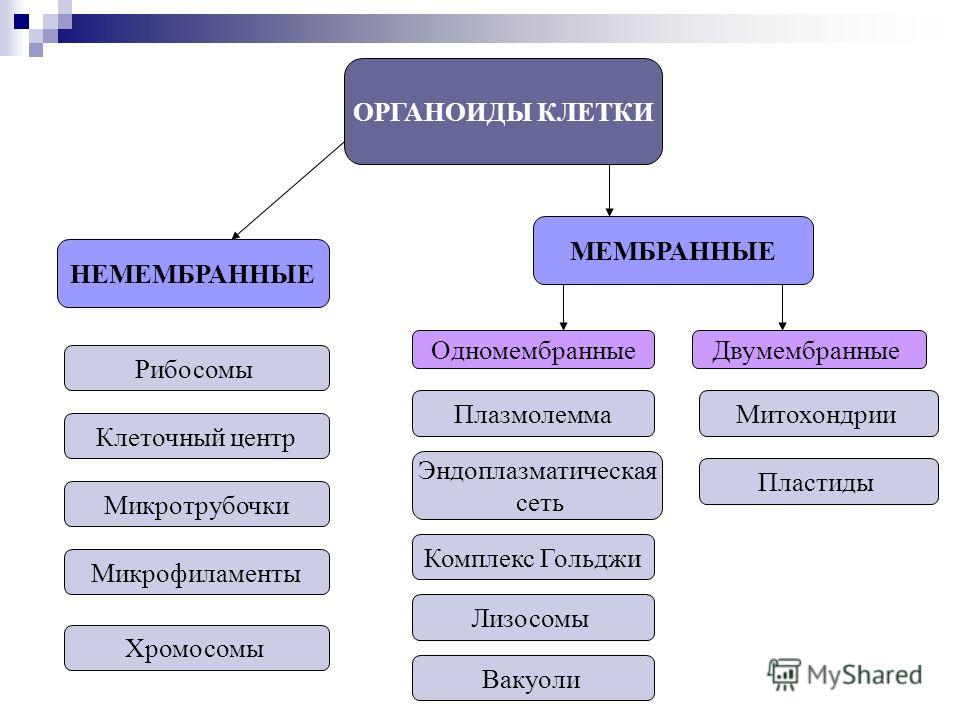 ОРГАНОИДЫ КЛЕТКИ
НЕМЕМБРАННЫЕ
Рибосомы
Клеточный центр
Микротрубочки
Микрофиламенты
Хромосомы
МЕМБРАННЫЕ
Одномембранные
Плазмолемма
Эндоплазматическая
сеть
Комплекс Гольджи
Лизосомы
Вакуоли
Двумембранные
Митохондрии
Пластиды
MyShared